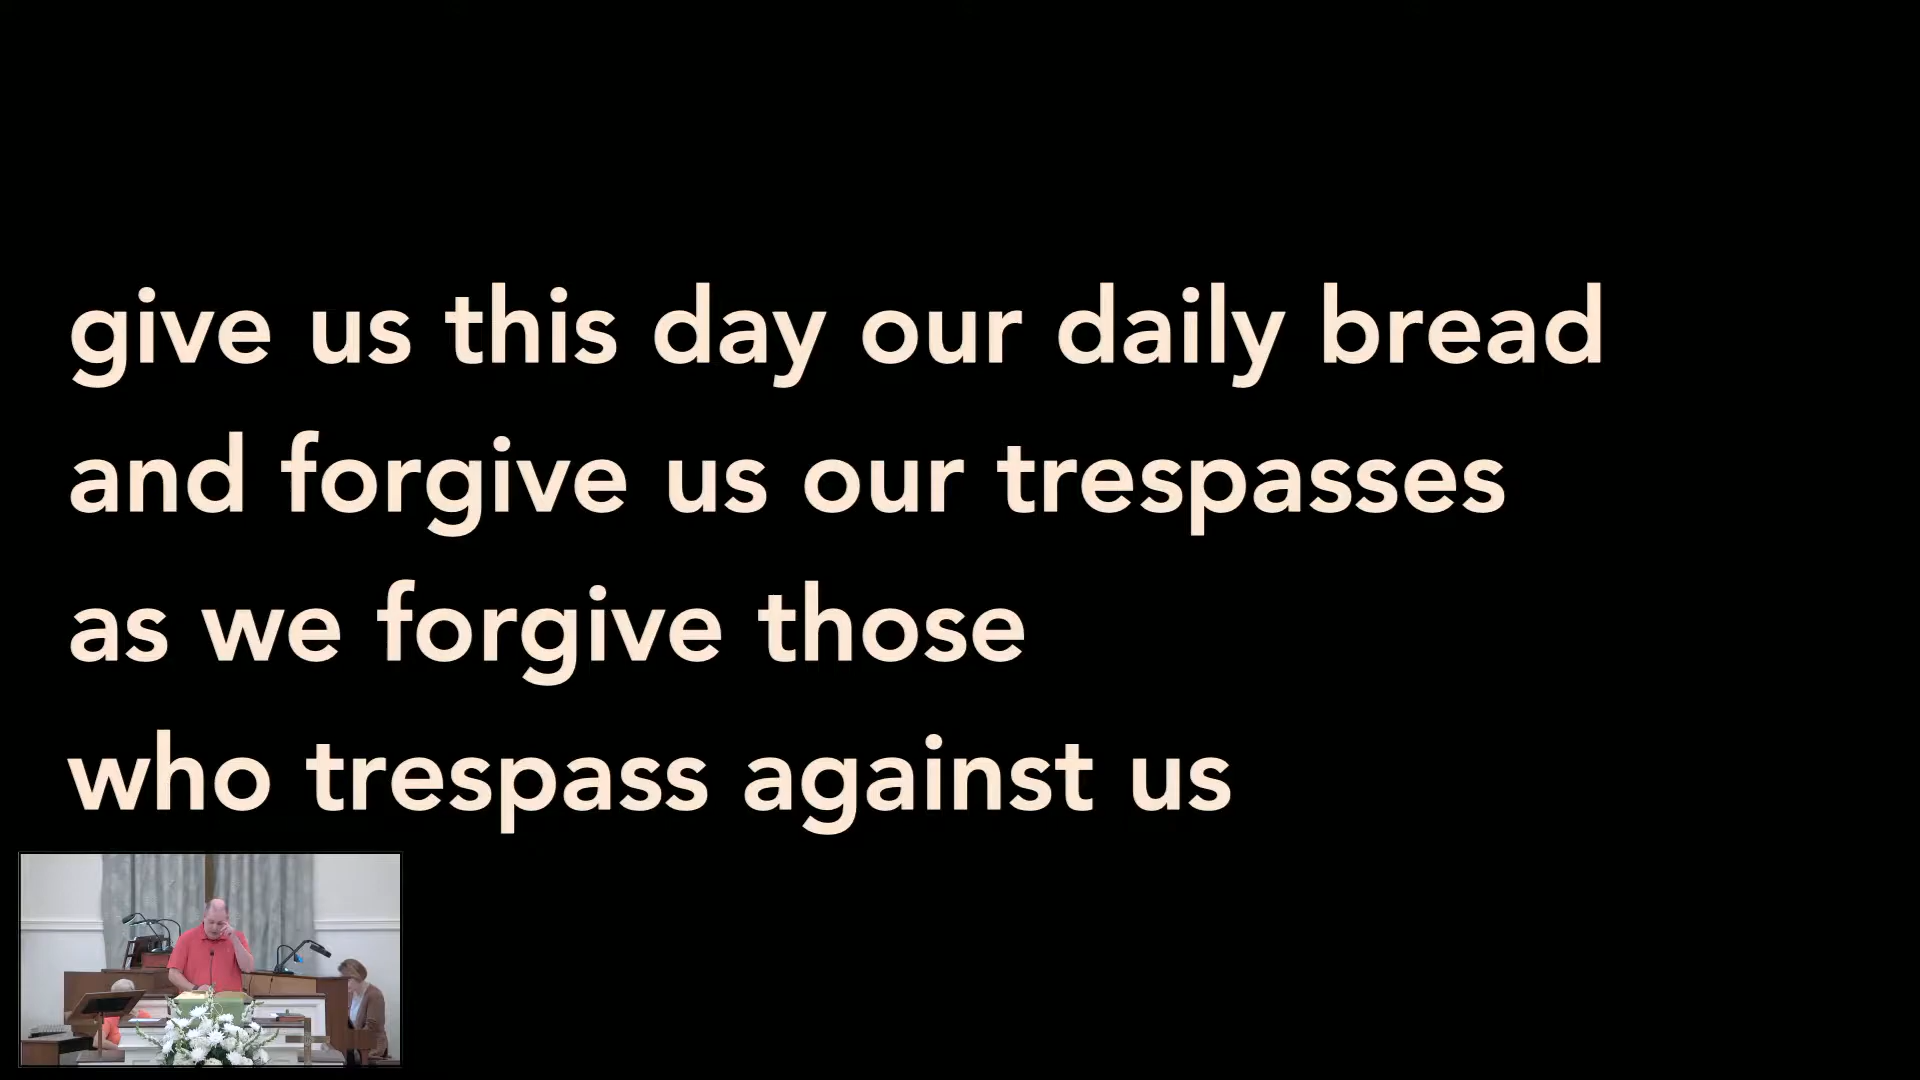 give us this day our daily bread
and forgive us our trespasses
as we forgive those
who trespass against us